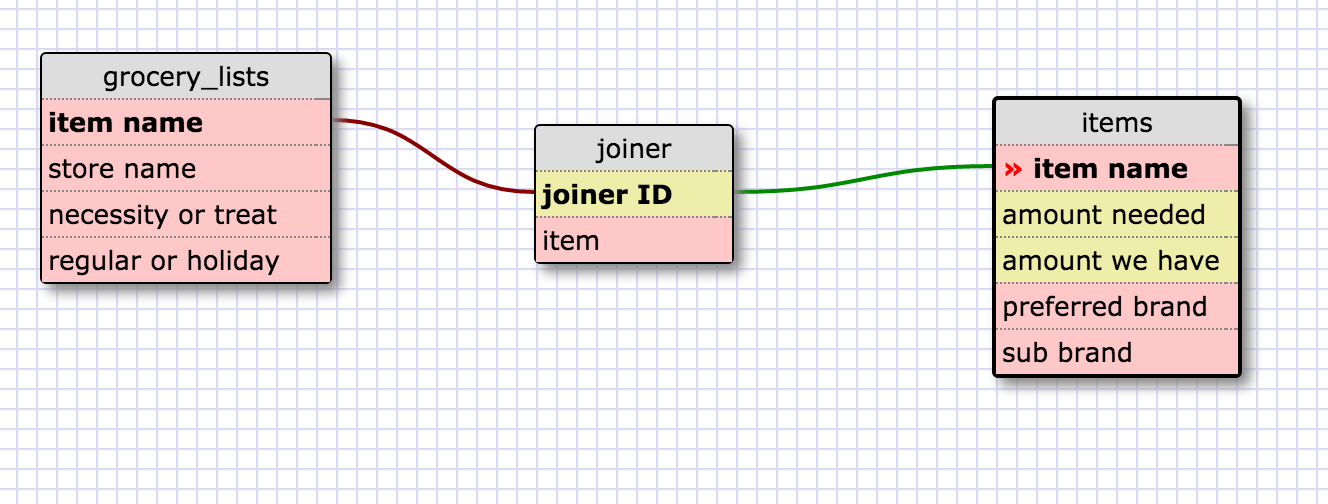 grocery_lists
item name
store name
necessity or treat
regular or holiday
joiner
joiner ID
item
items
» item name
amount needed
amount we have
preferred brand
sub brand